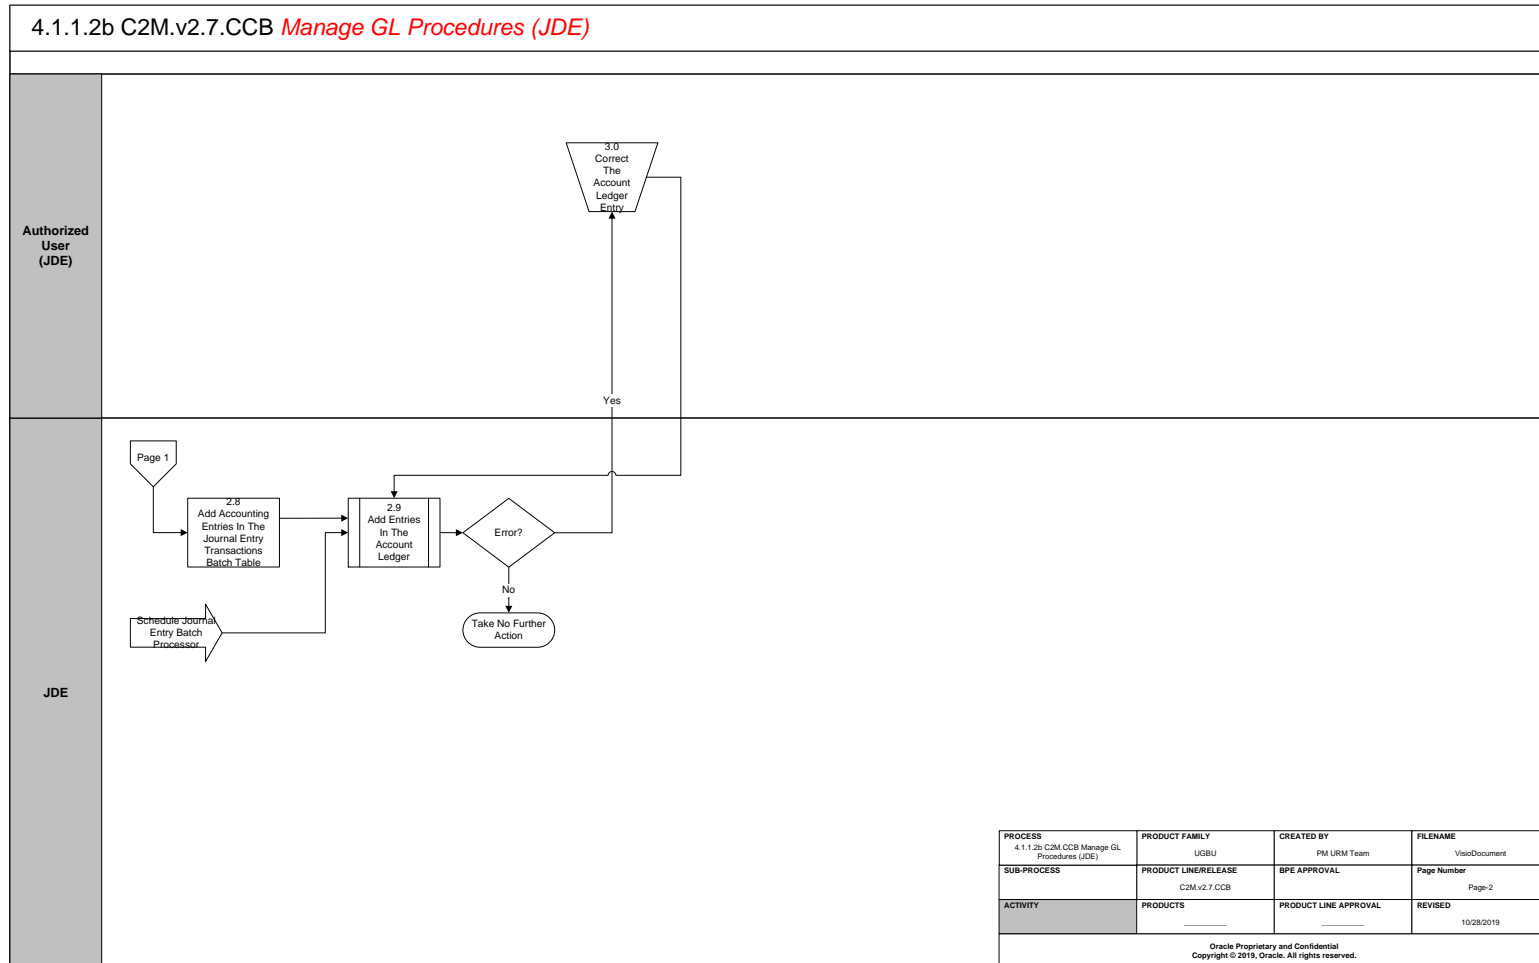 4.1.1.2b C2M.v2.7.CCB Manage GL Procedures (JDE)
Authorized
User
(JDE)
3.0
Correct
The
Account
Ledger
Entry
Yes
JDE
Page 1
2.8
Add Accounting
Entries In The
Journal Entry
Transactions
Batch Table
2.9
Add Entries
In The
Account
Ledger
Error?
No
Take No Further
Action
Schedule Journal
Entry Batch
Processor
PROCESS
4.1.1.2b C2M.CCB Manage GL
Procedures (JDE)
PRODUCT FAMILY
UGBU
CREATED BY
PM URM Team
FILENAME
VisioDocument
SUB-PROCESS
PRODUCT LINE/RELEASE
C2M.v2.7.CCB
BPE APPROVAL
Page Number
Page-2
ACTIVITY
PRODUCTS
___________
PRODUCT LINE APPROVAL
___________
REVISED
10/28/2019
Oracle Proprietary and Confidential
Copyright © 2019, Oracle. All rights reserved.